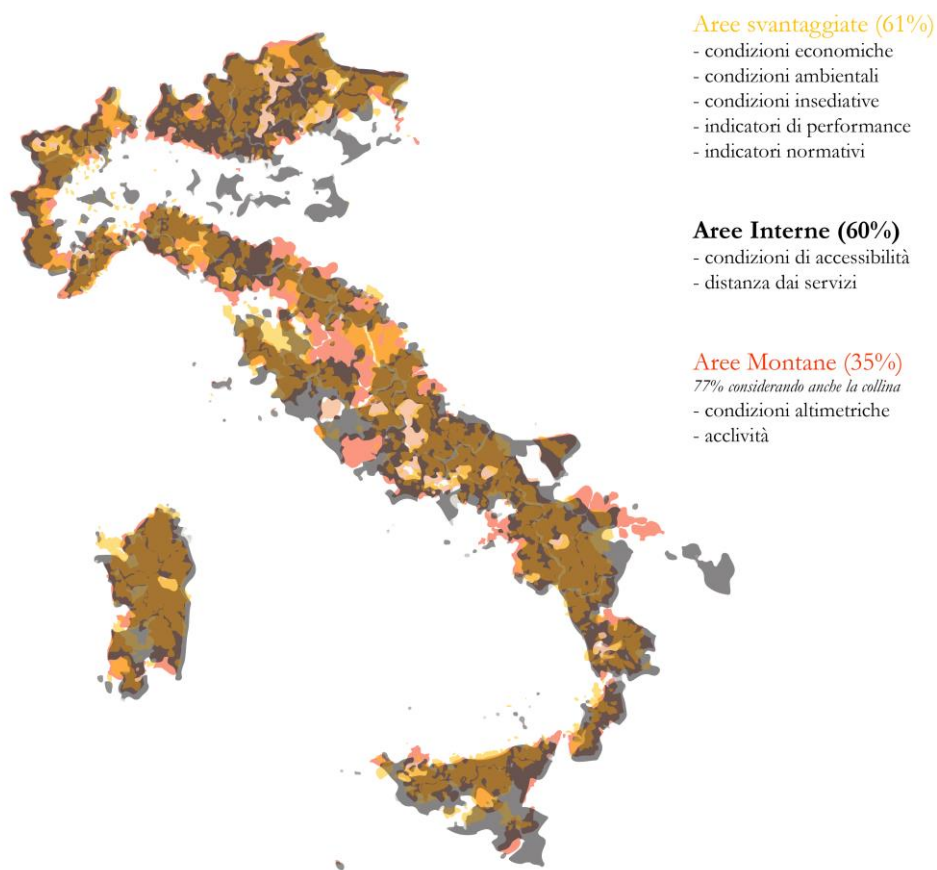 Aree svantaggiate (61%)
- condizioni economiche
- condizioni ambientali
- condizioni insediative
- indicatori di performance
- indicatori normativi
Aree Interne (60%)
- condizioni di accessibilità
- distanza dai servizi
Aree Montane (35%)
77% considerando anche la collina
- condizioni altimetriche
- acclività